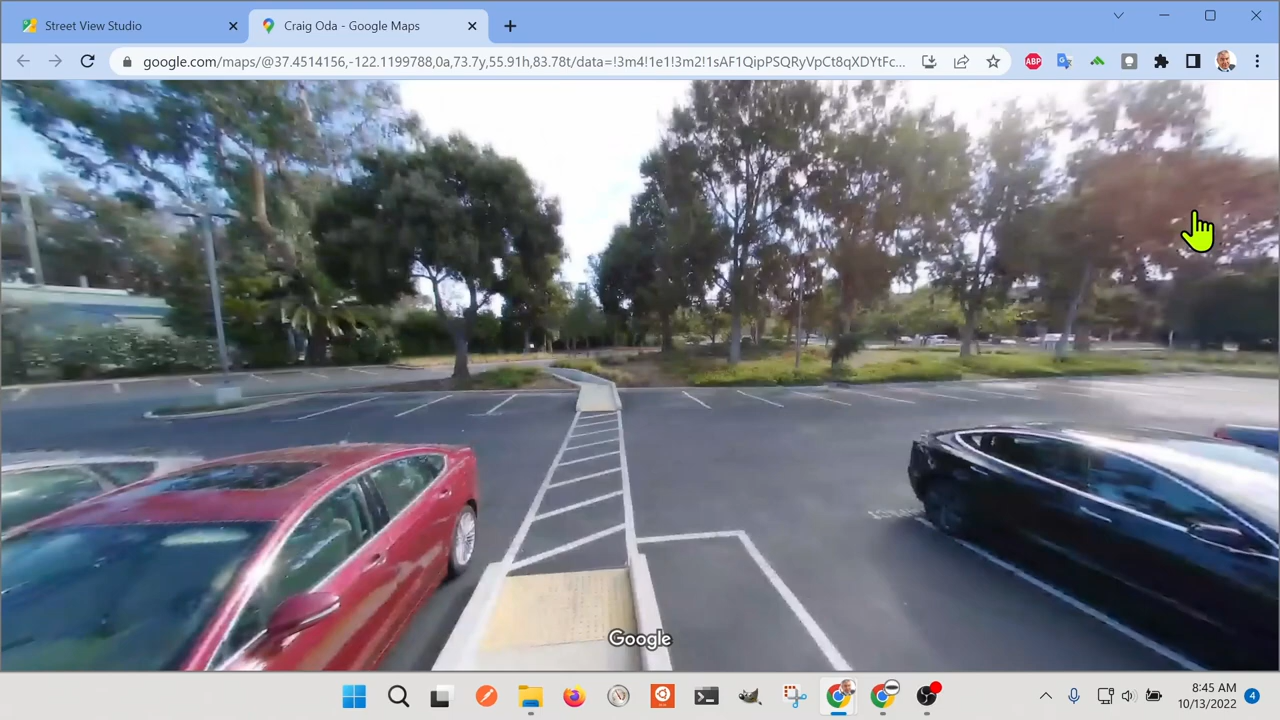 Street View Studio
Craig Oda - Google Maps
google.com/maps/@37.4514156,-122.1199788,0a,73.7y,55.91h,83.78t/data=!3m4!1e1!3m2!1sAF1QipPSQRyVpCt8qXDYtFc...
ABP
Google
8:45 AM
10/13/2022
4